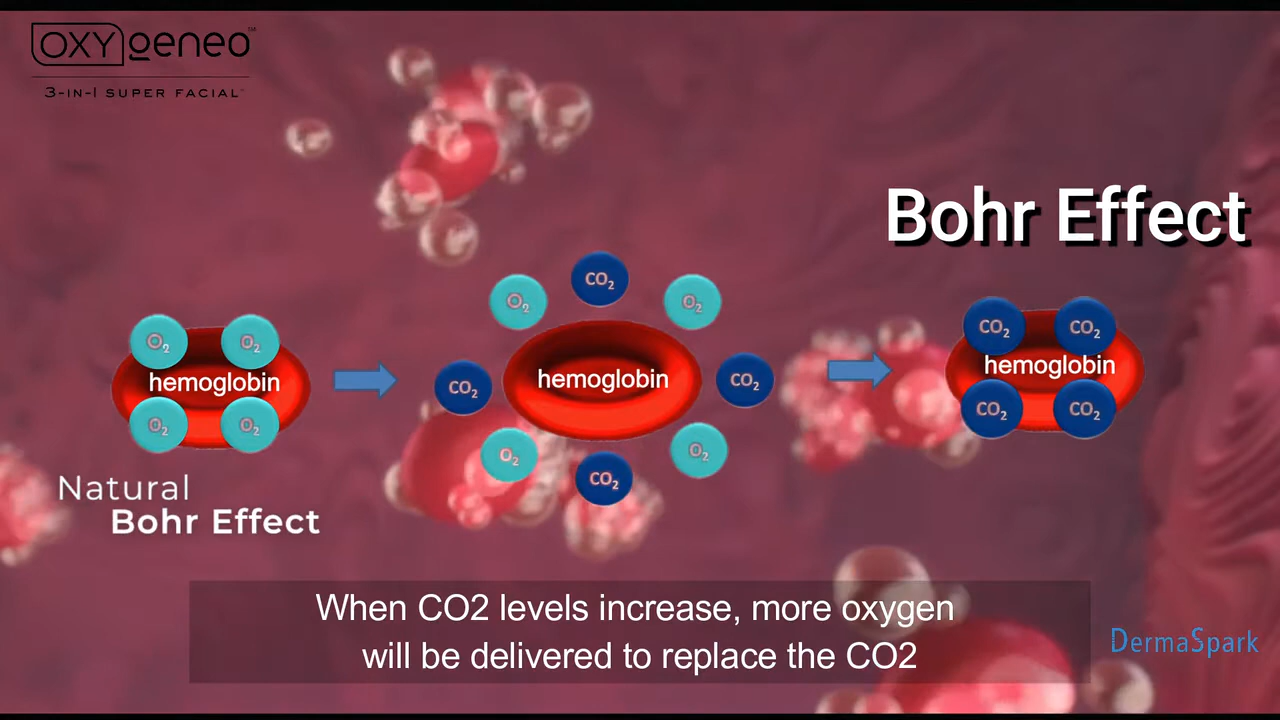 OXYgeneo™
3-IN-1 SUPER FACIAL
Bohr Effect
O2
O2
hemoglobin
O2
O2
CO2
O2
O2
CO2
hemoglobin
CO2
O2
O2
CO2
CO2
CO2
hemoglobin
CO2
CO2
Natural
Bohr Effect
When CO2 levels increase, more oxygen
will be delivered to replace the CO2
DermaSpark